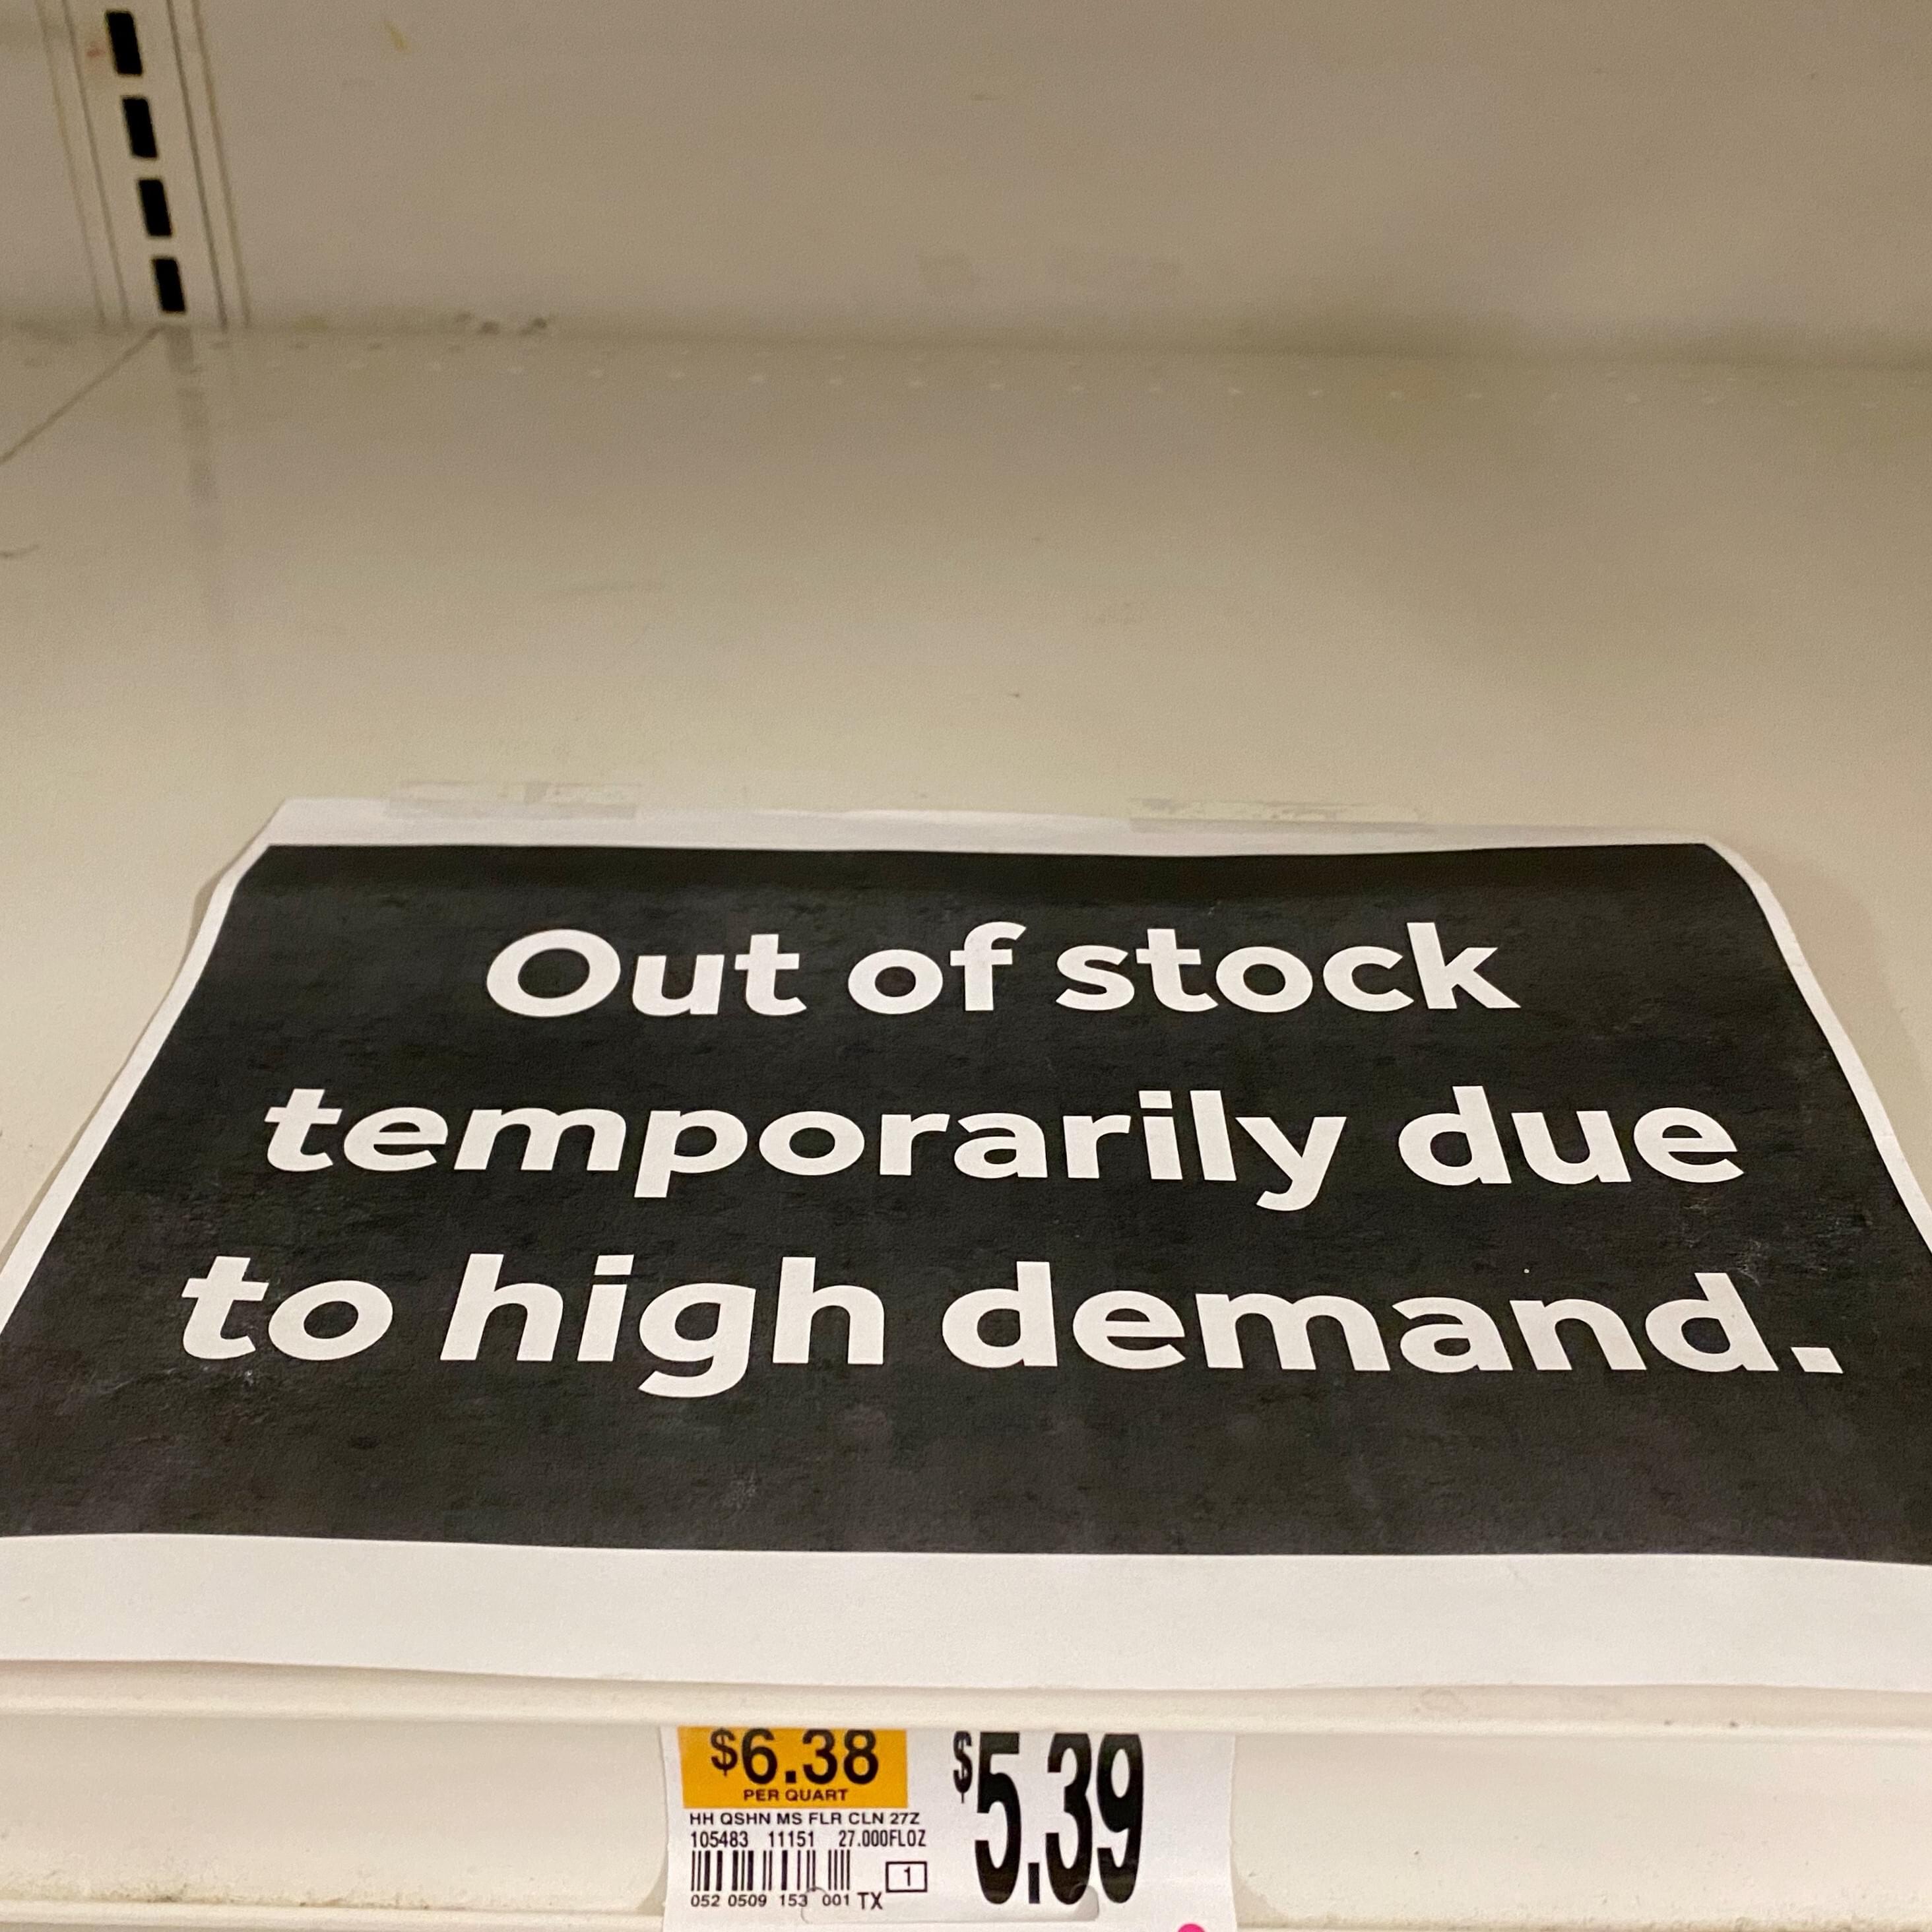 Out of stock
temporarily due
to high demand.
$6.38
PER QUART
$5.39
HH QSHN MS FLR CLN 27Z
105483 11151 27.000FLOZ
1
052 0509 153 001 TX